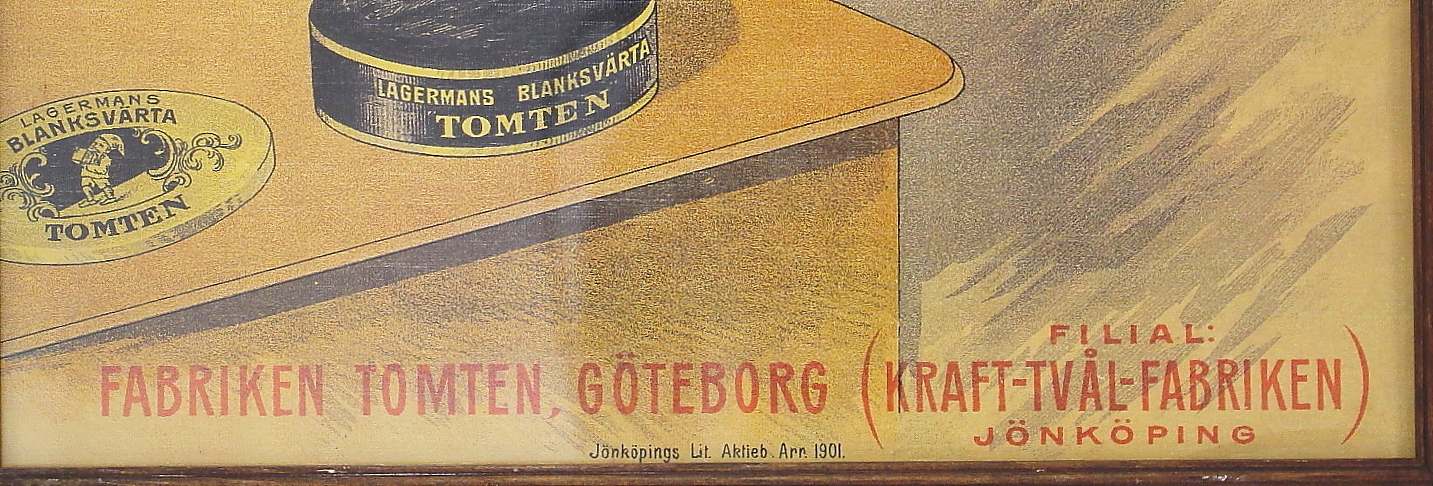 LAGERMANS BLANKSVÄRTA
TOMTEN
LAGERMANS
BLANKSVÄRTA
TOMTEN
FILIAL:
FABRIKEN TOMTEN, GÖTEBORG (KRAFT-TVÅL-FABRIKEN)
JÖNKÖPING
Jönköpings Lit. Aktieb. Arr. 1901.